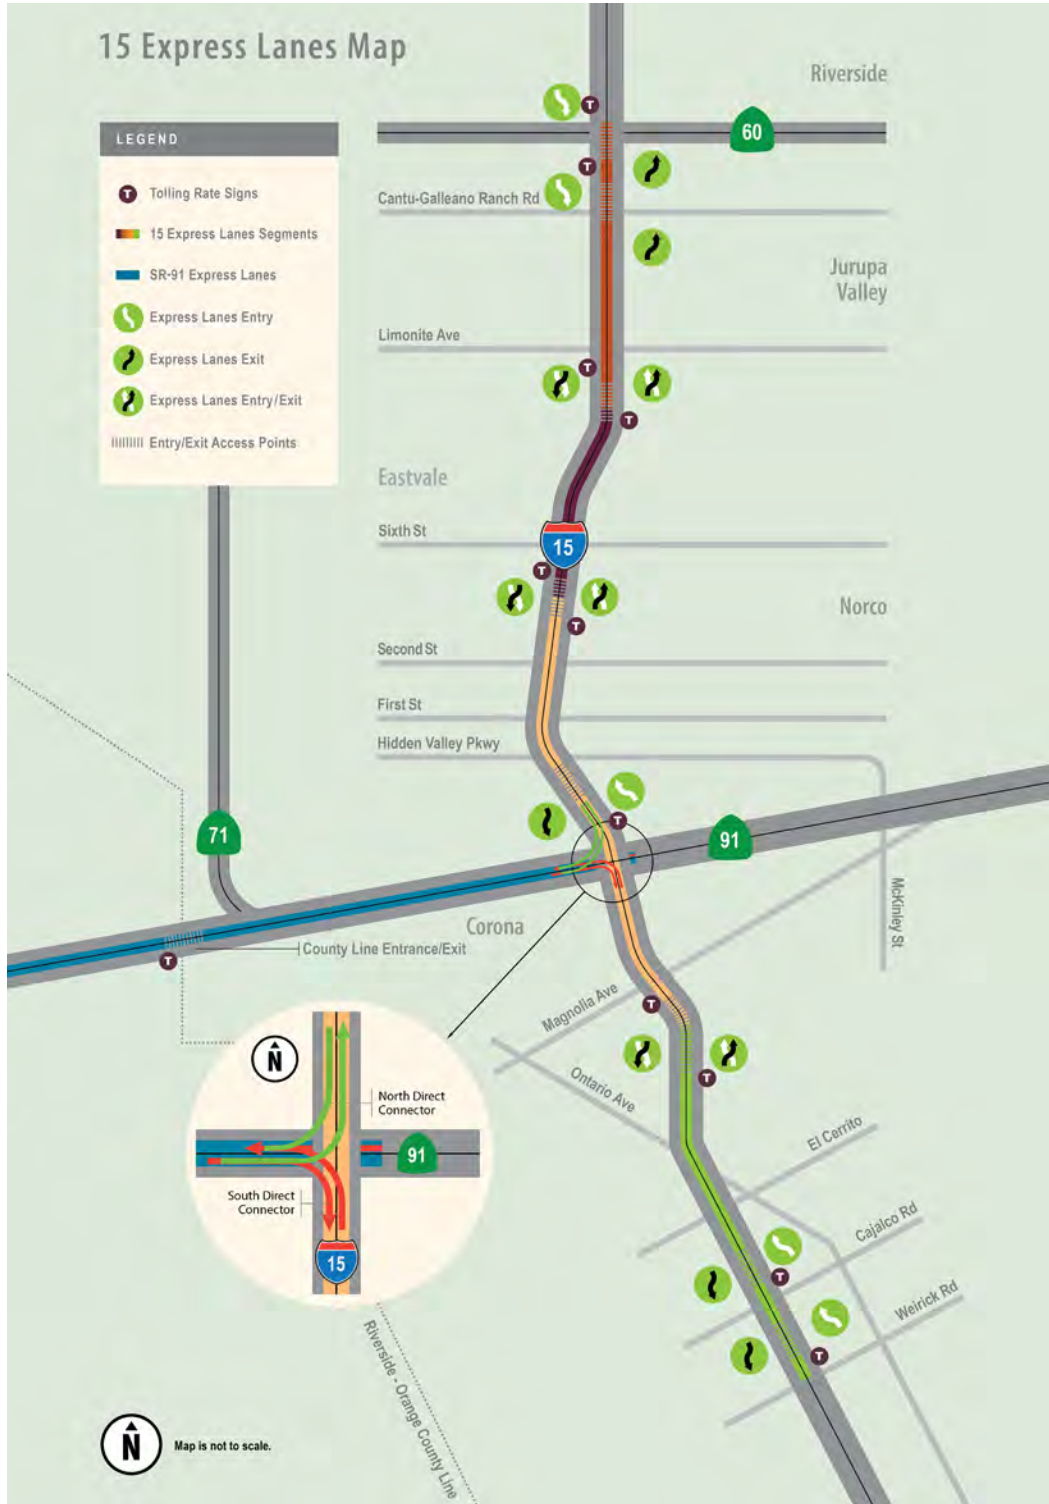 15 Express Lanes Map
Riverside
LEGEND
60
T
T
Tolling Rate Signs
T
Cantu-Galleano Ranch Rd
15 Express Lanes Segments
Jurupa
Valley
SR-91 Express Lanes
Express Lanes Entry
Limonite Ave
Express Lanes Exit
T
Express Lanes Entry/Exit
T
Entry/Exit Access Points
Eastvale
Sixth St
15
T
Norco
T
Second St
First St
Hidden Valley Pkwy
T
71
91
McKinley St
Corona
County Line Entrance/Exit
T
Magnolia Ave
T
N
Ontario Ave
T
North Direct
Connector
El Cerrito
91
South Direct
Connector
Cajalco Rd
15
T
Weirick Rd
T
Riverside - Orange County Line
N
Map is not to scale.